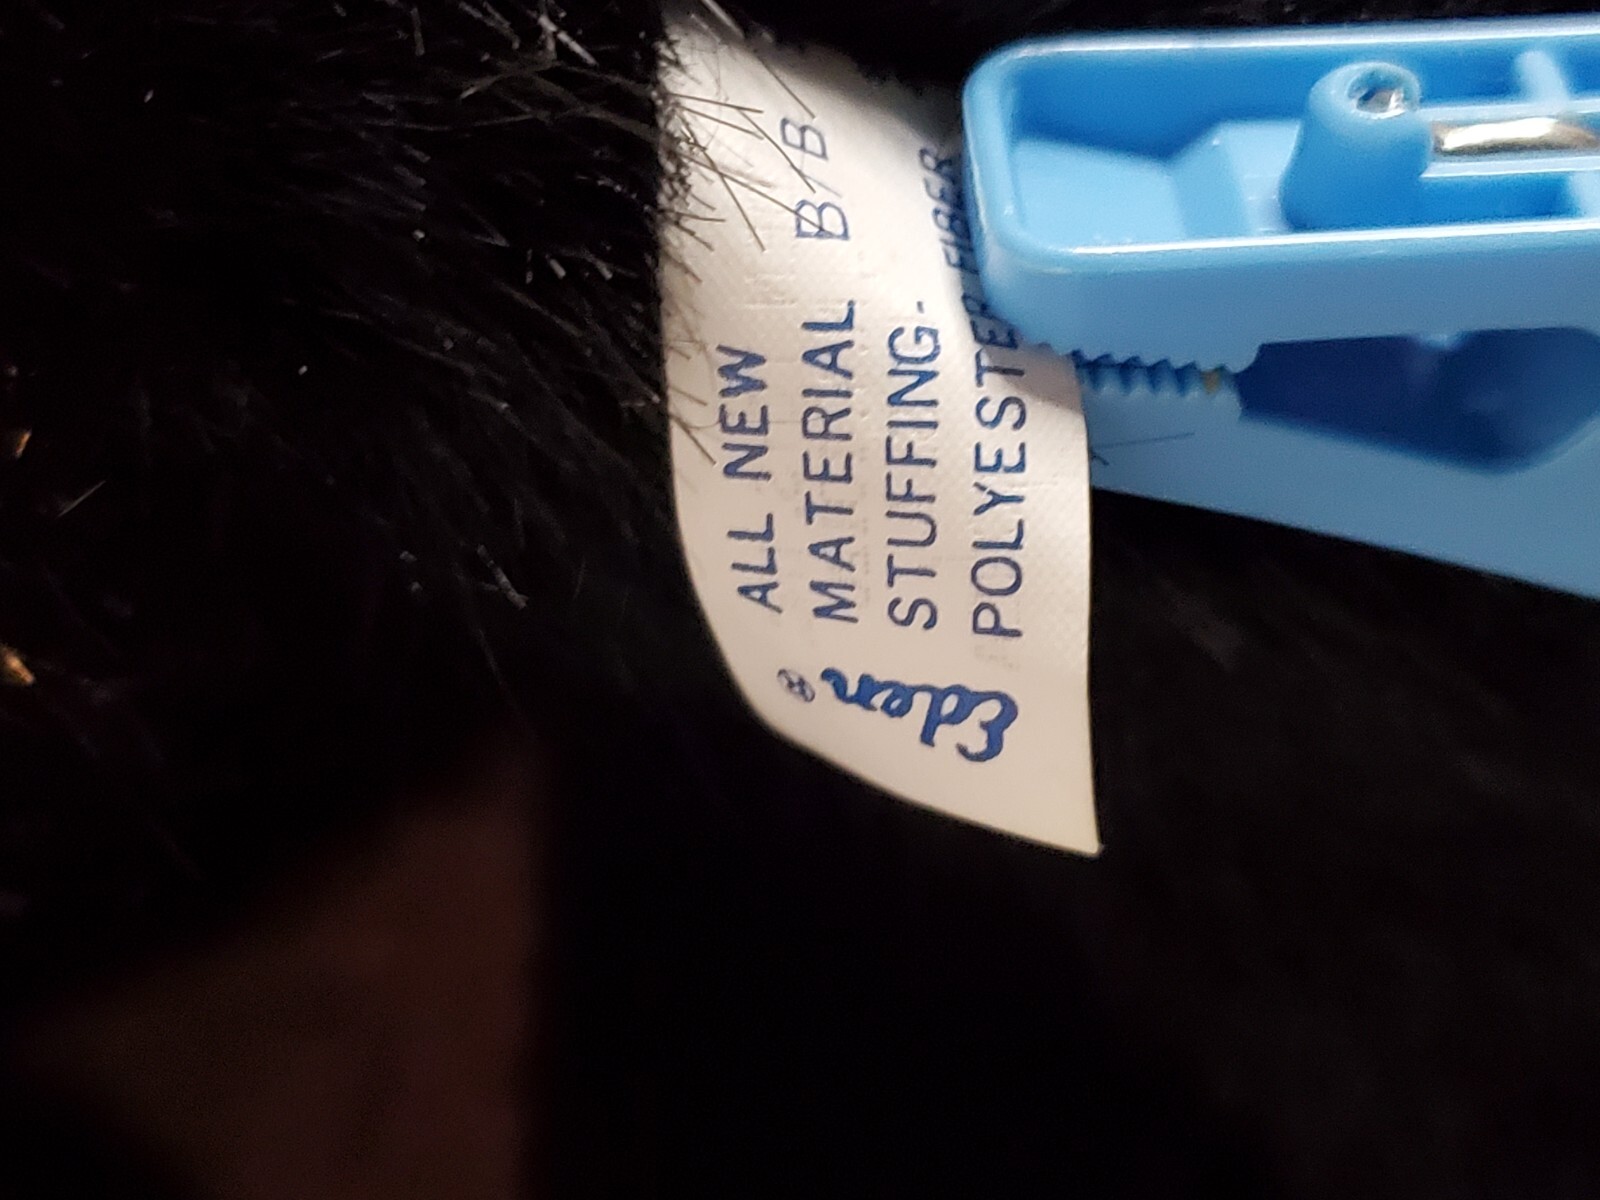 Eden®
ALL NEW
MATERIAL B/B
STUFFING-
POLYESTER FIBER